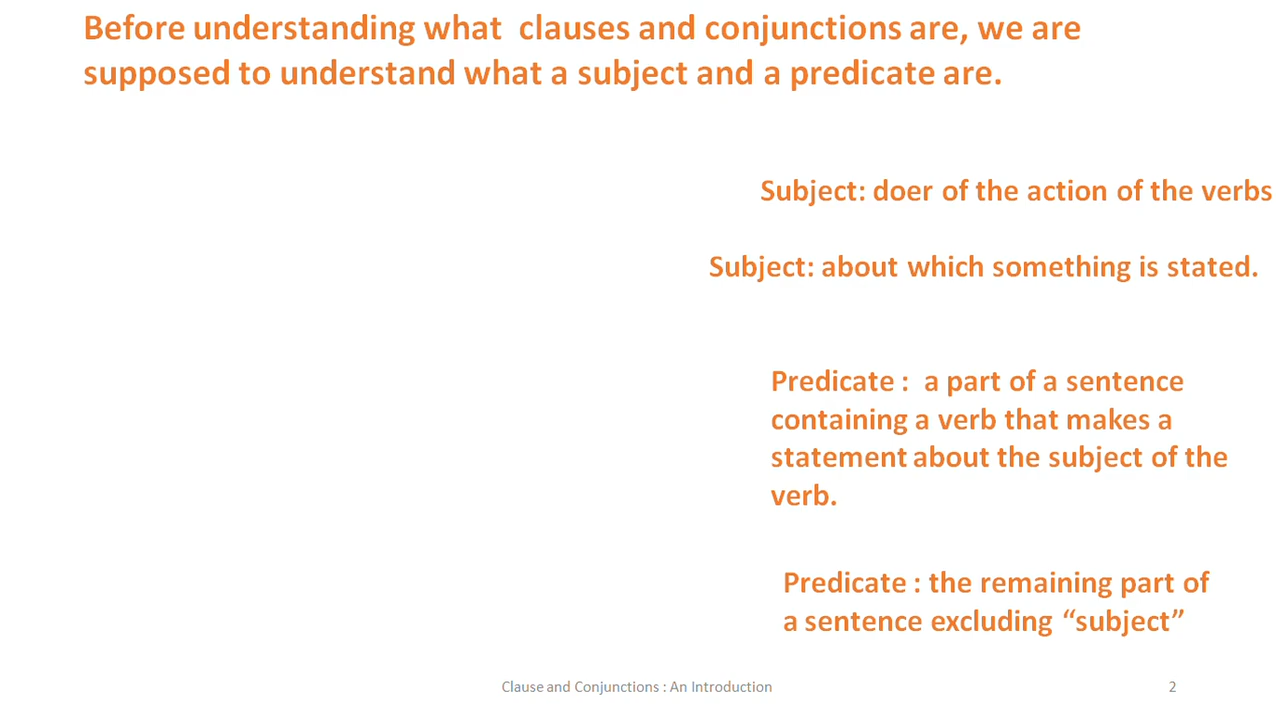 Before understanding what  clauses and conjunctions are, we are
supposed to understand what a subject and a predicate are.
Subject: doer of the action of the verbs
Subject: about which something is stated.
Predicate :  a part of a sentence
containing a verb that makes a
statement about the subject of the
verb.
Predicate : the remaining part of
a sentence excluding “subject”
Clause and Conjunctions : An Introduction
2